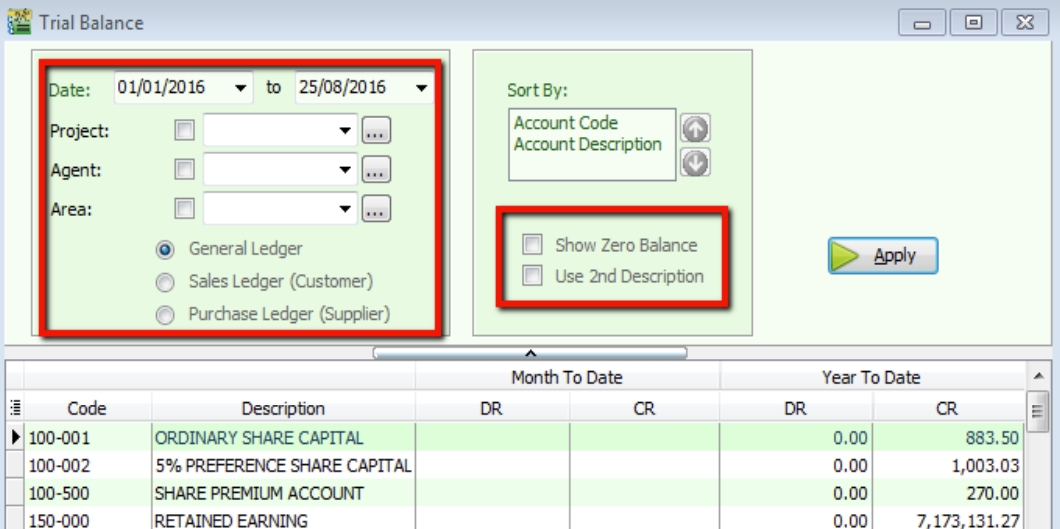 Trial Balance
Date: 01/01/2016 to 25/08/2016
Project: ...
Agent: ...
Area: ...
General Ledger
Sales Ledger (Customer)
Purchase Ledger (Supplier)
Sort By:
Account Code
Account Description
Show Zero Balance
Use 2nd Description
Apply
Month To Date Year To Date
Code Description DR CR DR CR
100-001 ORDINARY SHARE CAPITAL 0.00 883.50
100-002 5% PREFERENCE SHARE CAPITAL 0.00 1,003.03
100-500 SHARE PREMIUM ACCOUNT 0.00 270.00
150-000 RETAINED EARNING 0.00 7,173,131.27